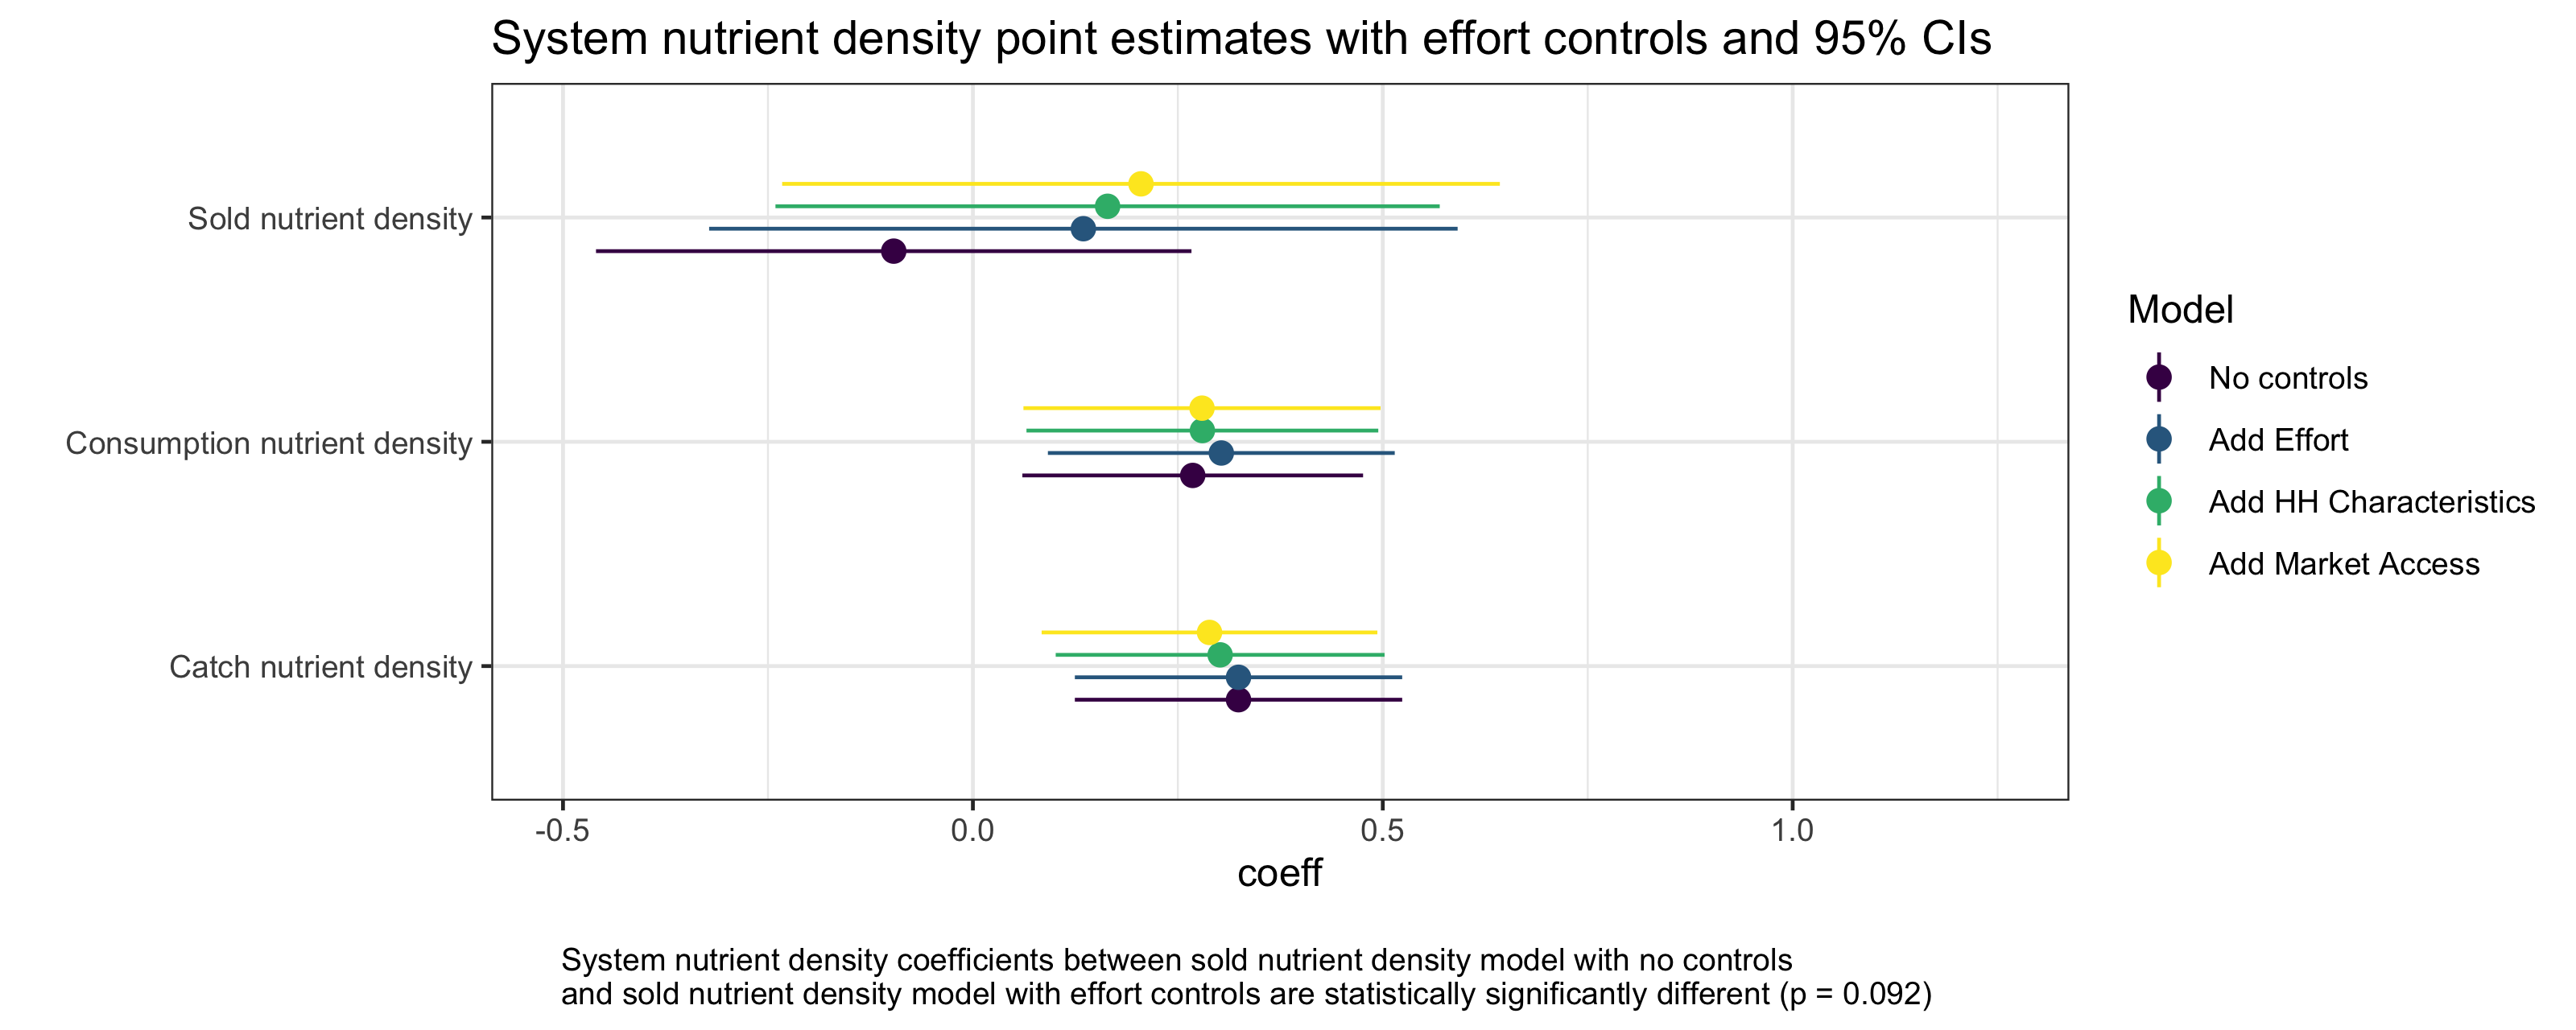 System nutrient density point estimates with effort controls and 95% CIs
Sold nutrient density
Consumption nutrient density
Catch nutrient density
-0.5
0.0
0.5
1.0
coeff
Model
No controls
Add Effort
Add HH Characteristics
Add Market Access
System nutrient density coefficients between sold nutrient density model with no controls
and sold nutrient density model with effort controls are statistically significantly different (p = 0.092)